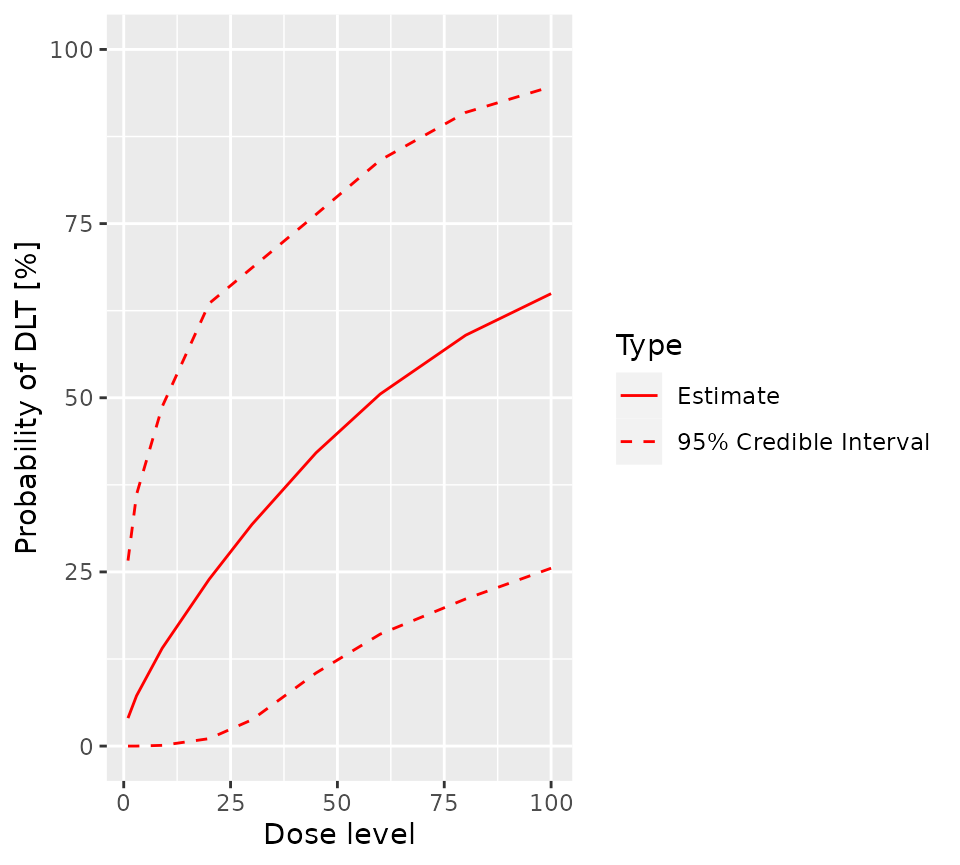 100
75
50
25
0
Probability of DLT [%]
0 25 50 75 100
Dose level
Type
Estimate
95% Credible Interval